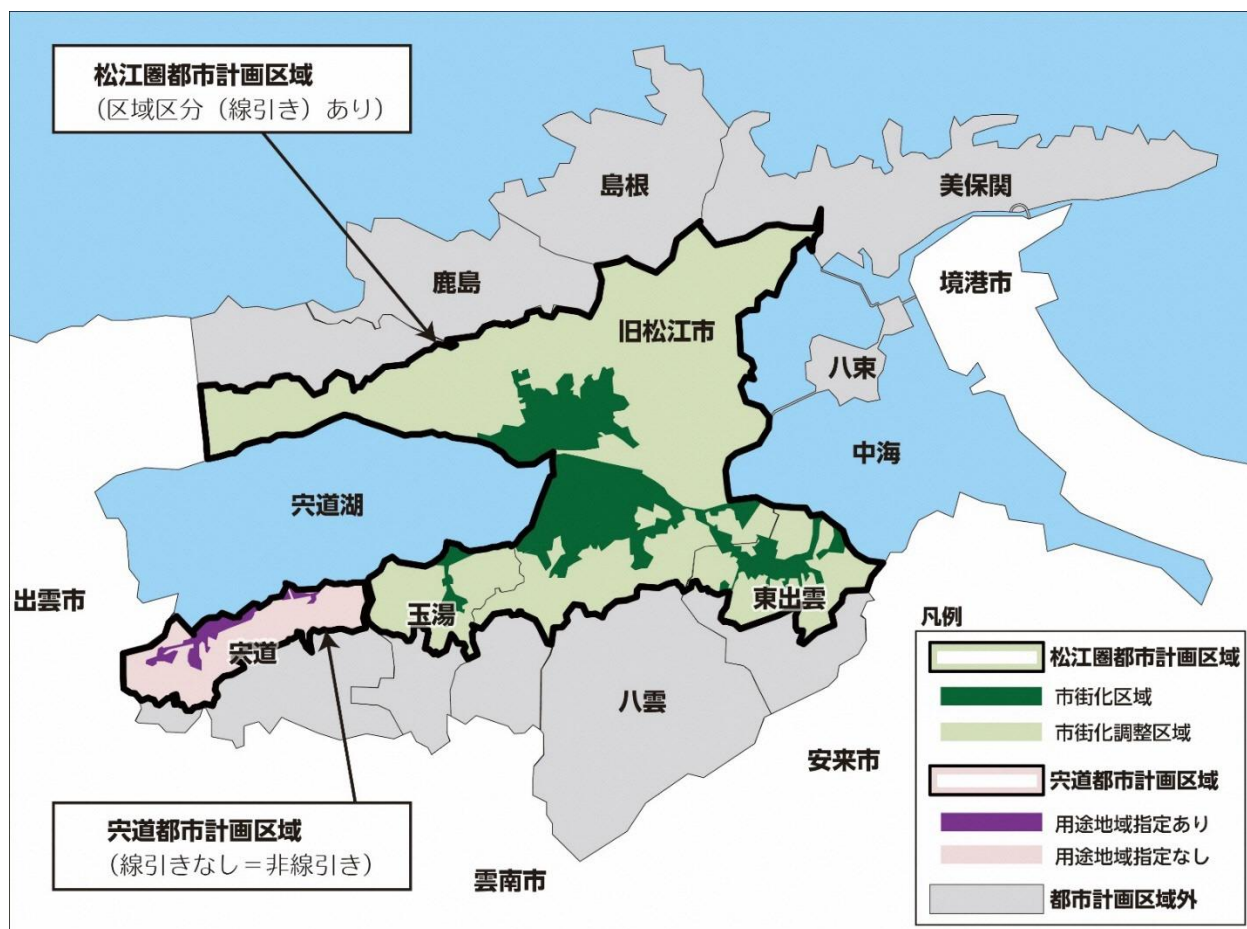 松江圏都市計画区域
（区域区分（線引き）あり）
島根
美保関
鹿島
境港市
旧松江市
八束
中海
宍道湖
出雲市
玉湯
東出雲
宍道
八雲
安来市
雲南市
宍道都市計画区域
（線引きなし＝非線引き）
凡例
松江圏都市計画区域
市街化区域
市街化調整区域
宍道都市計画区域
用途地域指定あり
用途地域指定なし
都市計画区域外